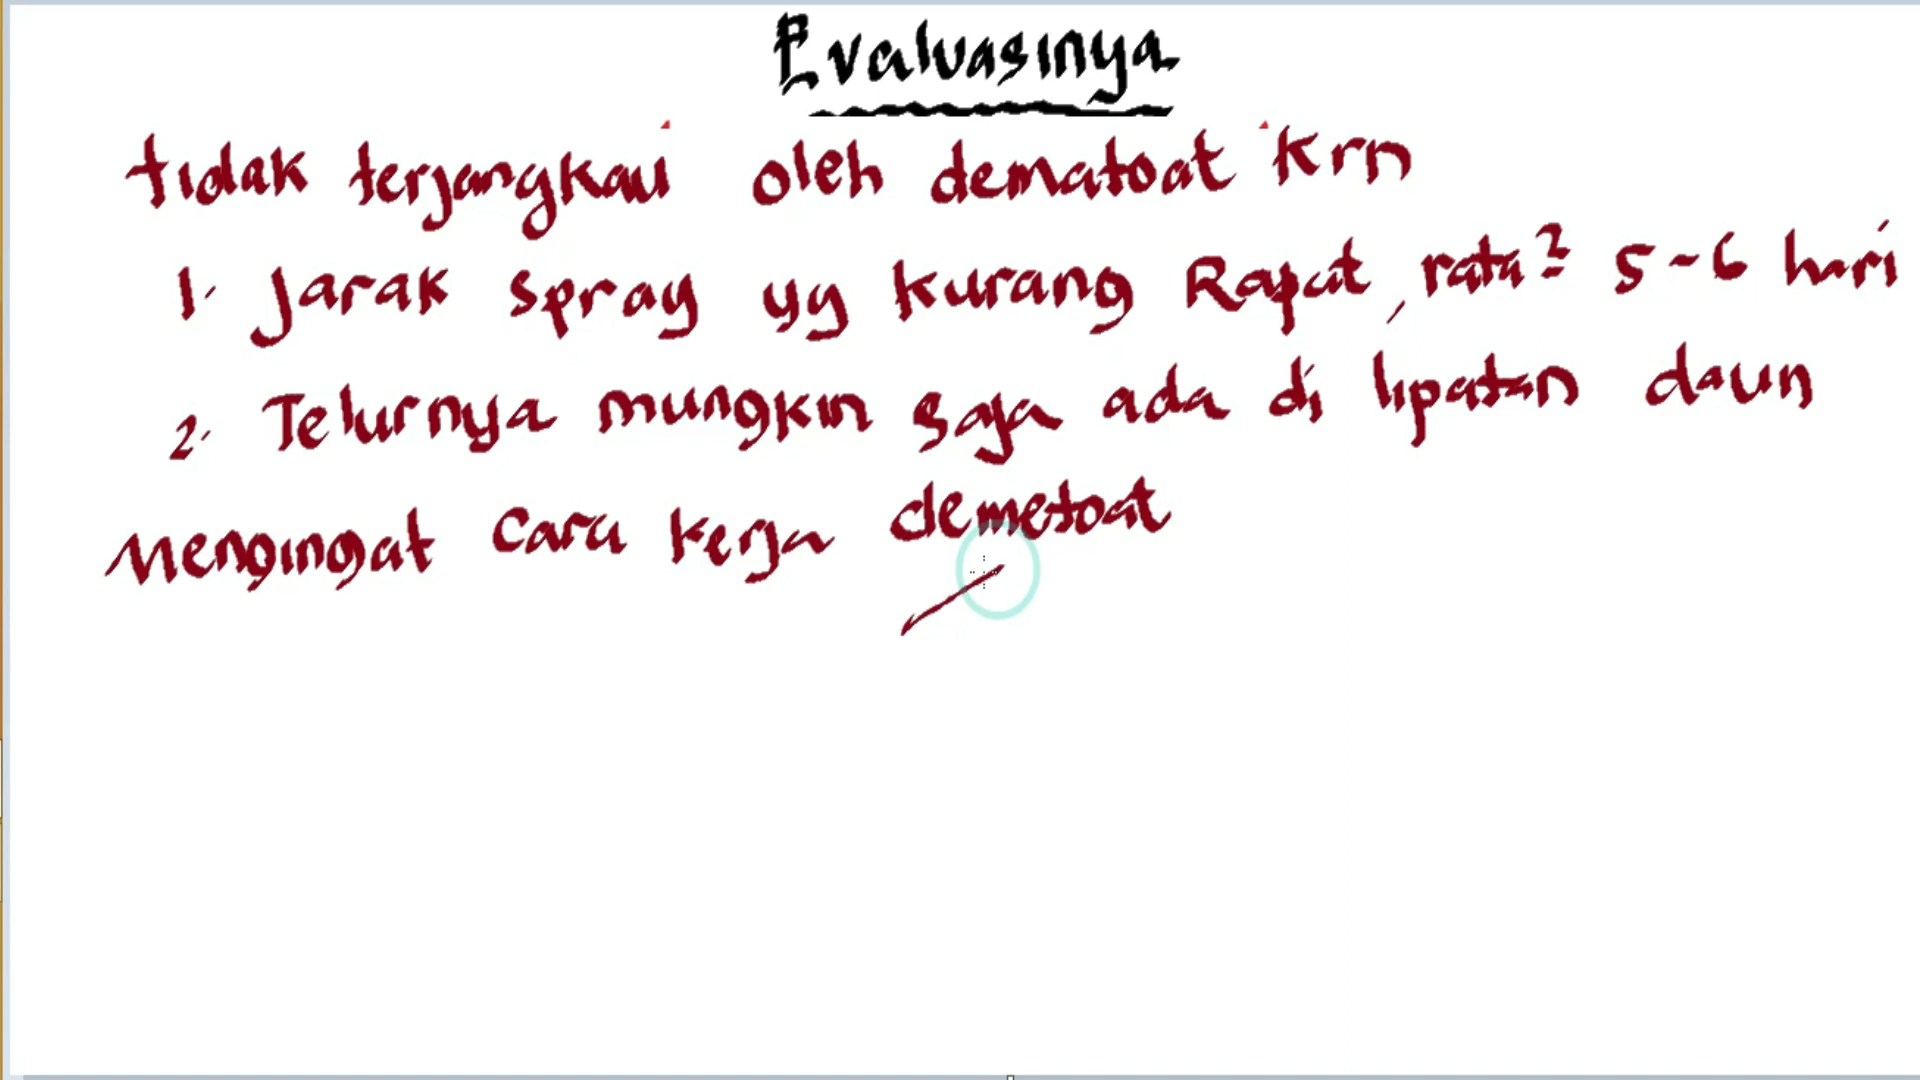 Evaluasinya
tidak terjangkau oleh dematoat Krn
1. Jarak spray yg kurang Rapat, rata2 5-6 hari
2. Telurnya mungkin saja ada di lipatan daun
Mengingat Cara kerja demetoat